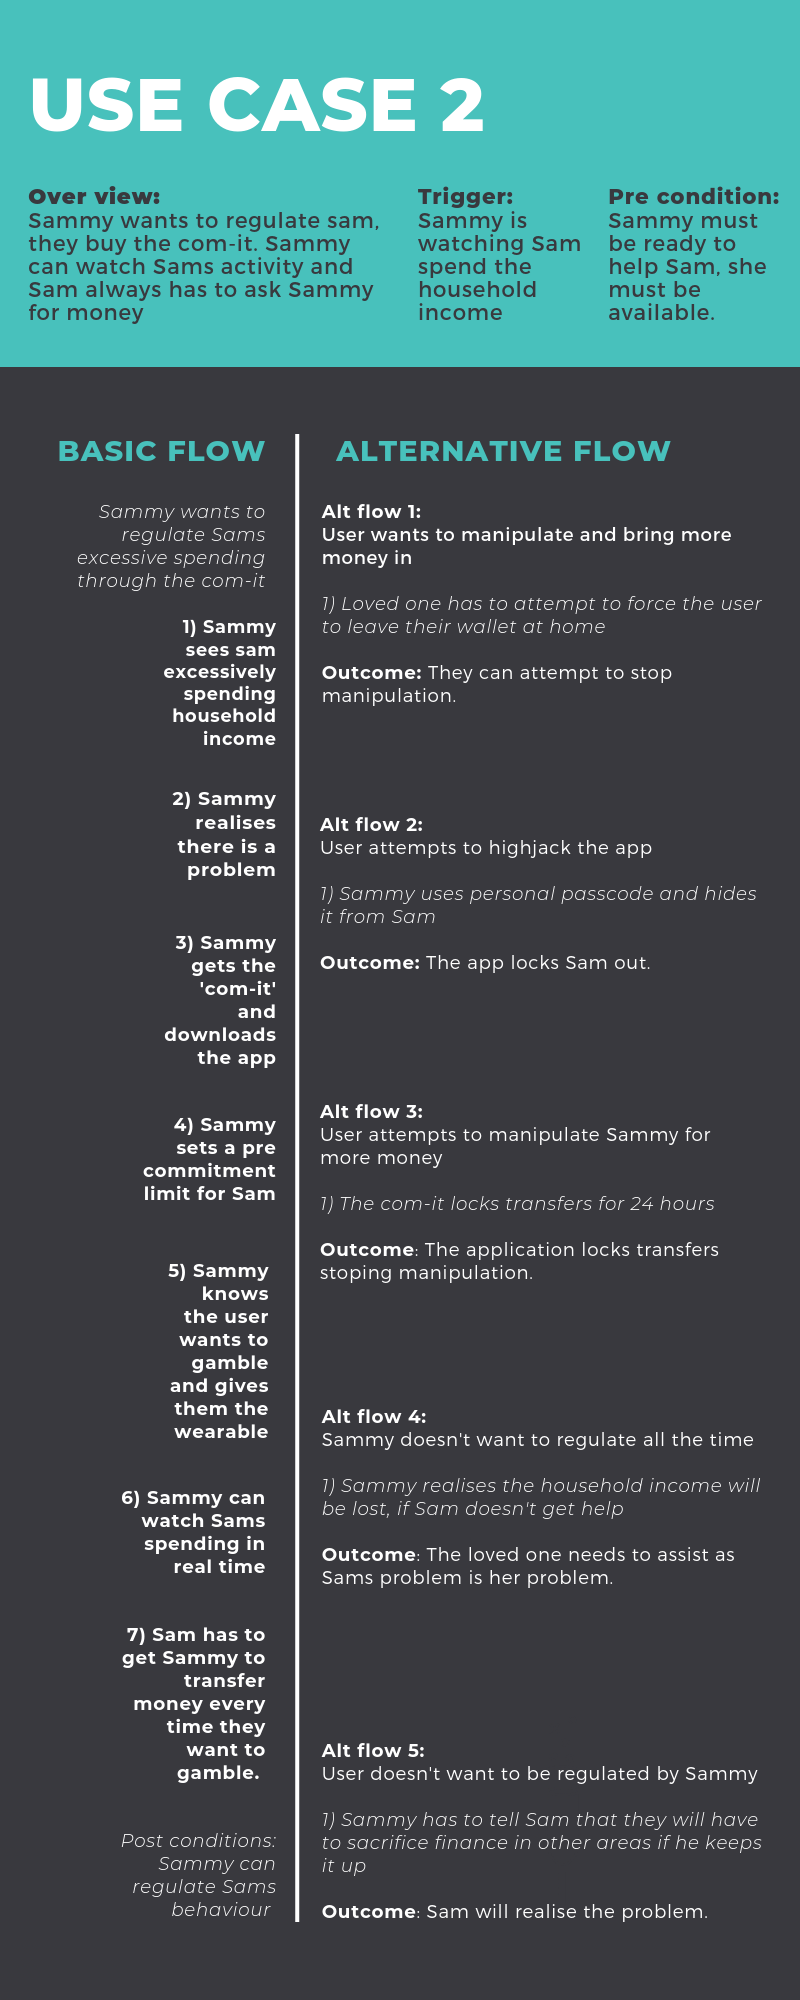 USE CASE 2
Over view:
Sammy wants to regulate sam,
they buy the com-it. Sammy
can watch Sams activity and
Sam always has to ask Sammy
for money
Trigger:
Sammy is
watching Sam
spend the
household
income
Pre condition:
Sammy must
be ready to
help Sam, she
must be
available.
BASIC FLOW
Sammy wants to
regulate Sams
excessive spending
through the com-it
1) Sammy
sees sam
excessively
spending
household
income
2) Sammy
realises
there is a
problem
3) Sammy
gets the
'com-it'
and
downloads
the app
4) Sammy
sets a pre
commitment
limit for Sam
5) Sammy
knows
the user
wants to
gamble
and gives
them the
wearable
6) Sammy can
watch Sams
spending in
real time
7) Sam has to
get Sammy to
transfer
money every
time they
want to
gamble.
Post conditions:
Sammy can
regulate Sams
behaviour
ALTERNATIVE FLOW
Alt flow 1:
User wants to manipulate and bring more
money in
1) Loved one has to attempt to force the user
to leave their wallet at home
Outcome: They can attempt to stop
manipulation.
Alt flow 2:
User attempts to highjack the app
1) Sammy uses personal passcode and hides
it from Sam
Outcome: The app locks Sam out.
Alt flow 3:
User attempts to manipulate Sammy for
more money
1) The com-it locks transfers for 24 hours
Outcome: The application locks transfers
stoping manipulation.
Alt flow 4:
Sammy doesn't want to regulate all the time
1) Sammy realises the household income will
be lost, if Sam doesn't get help
Outcome: The loved one needs to assist as
Sams problem is her problem.
Alt flow 5:
User doesn't want to be regulated by Sammy
1) Sammy has to tell Sam that they will have
to sacrifice finance in other areas if he keeps
it up
Outcome: Sam will realise the problem.